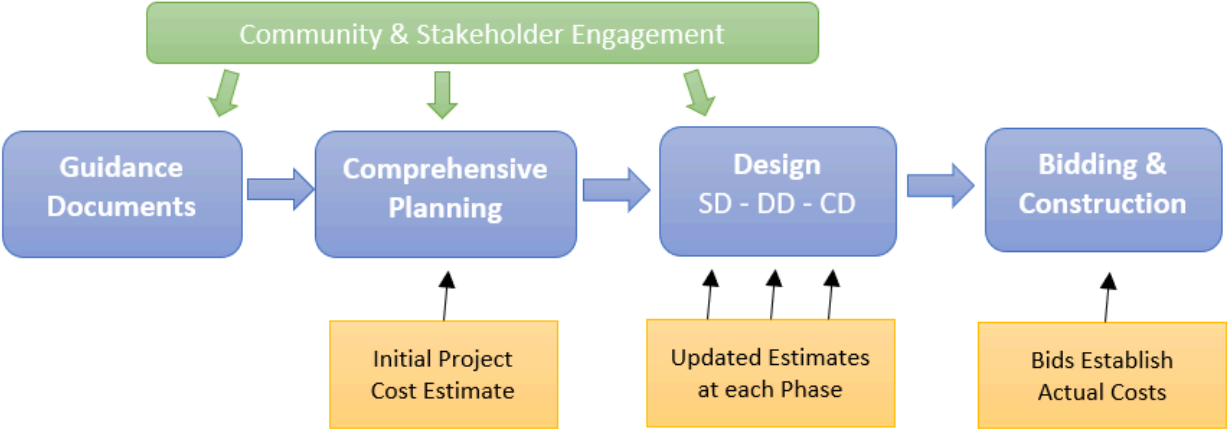 Community & Stakeholder Engagement
Guidance
Documents
Comprehensive
Planning
Design
SD - DD - CD
Bidding &
Construction
Initial Project
Cost Estimate
Updated Estimates
at each Phase
Bids Establish
Actual Costs